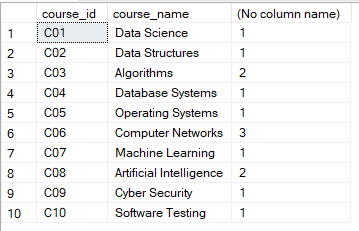 course_id course_name (No column name)
1 C01 Data Science 1
2 C02 Data Structures 1
3 C03 Algorithms 2
4 C04 Database Systems 1
5 C05 Operating Systems 1
6 C06 Computer Networks 3
7 C07 Machine Learning 1
8 C08 Artificial Intelligence 2
9 C09 Cyber Security 1
10 C10 Software Testing 1